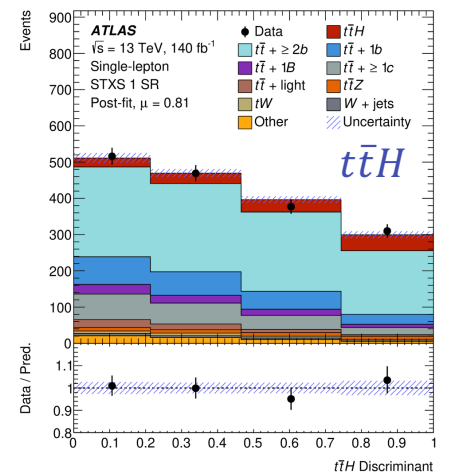 Events
900
800
700
600
500
400
300
200
100
0
ATLAS
√s = 13 TeV, 140 fb⁻¹
Single-lepton
STXS 1 SR
Post-fit, μ = 0.81
Data
tt̄H
tt̄ + ≥ 2b
tt̄ + 1b
tt̄ + 1B
tt̄ + ≥ 1c
tt̄ + light
tt̄Z
tW
W + jets
Other
Uncertainty
tt̄H
Data / Pred.
1.1
1
0.9
0.8
0 0.1 0.2 0.3 0.4 0.5 0.6 0.7 0.8 0.9 1
tt̄H Discriminant